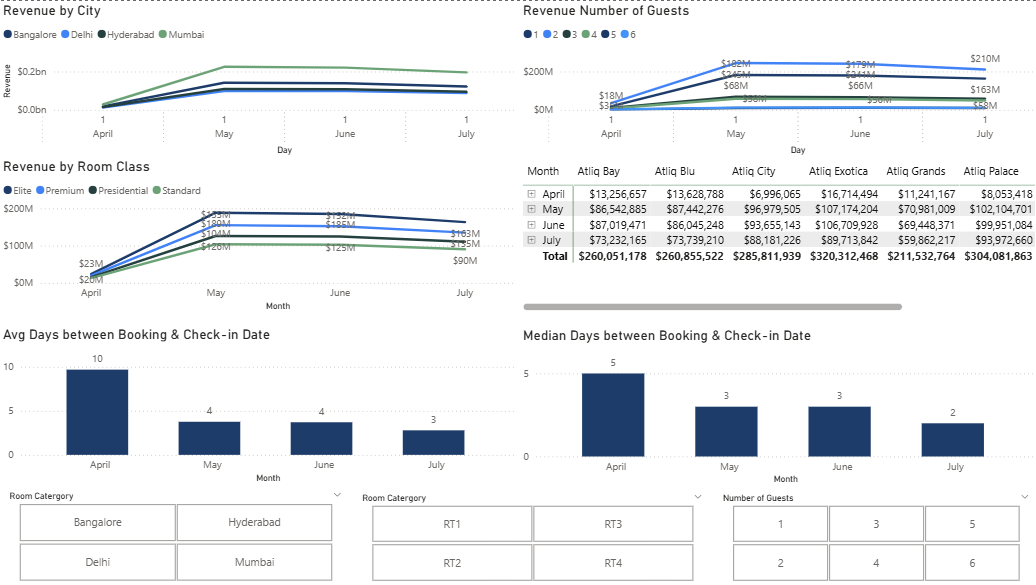 Revenue by City
Bangalore Delhi Hyderabad Mumbai
Revenue
$0.2bn
$0.0bn
1 1 1 1
April May June July
Day
Revenue Number of Guests
1 2 3 4 5 6
$200M
$0M
$18M
$182M $179M $210M
$245M $241M
$68M $66M $163M
$58M
1 1 1 1
April May June July
Day
Revenue by Room Class
Elite Premium Presidential Standard
$200M
$100M
$0M
$23M
$20M
$189M $185M $163M
$104M $135M
$126M $125M
$90M
April May June July
Month
Month Atliq Bay Atliq Blu Atliq City Atliq Exotica Atliq Grands Atliq Palace
April $13,256,657 $13,628,788 $6,996,065 $16,714,494 $11,241,167 $8,053,418
May $86,542,885 $87,442,276 $96,979,505 $107,174,204 $70,981,009 $102,104,701
June $87,019,471 $86,045,248 $93,655,143 $106,709,928 $69,448,371 $99,951,084
July $73,232,165 $73,739,210 $88,181,226 $89,713,842 $59,862,217 $93,972,660
Total $260,051,178 $260,855,522 $285,811,939 $320,312,468 $211,532,764 $304,081,863
Avg Days between Booking & Check-in Date
10
5
0
10 4 4 3
April May June July
Month
Median Days between Booking & Check-in Date
5
0
5 3 3 2
April May June July
Month
Room Catergory
Bangalore Hyderabad
Delhi Mumbai
Room Catergory
RT1 RT3
RT2 RT4
Number of Guests
1 3 5
2 4 6